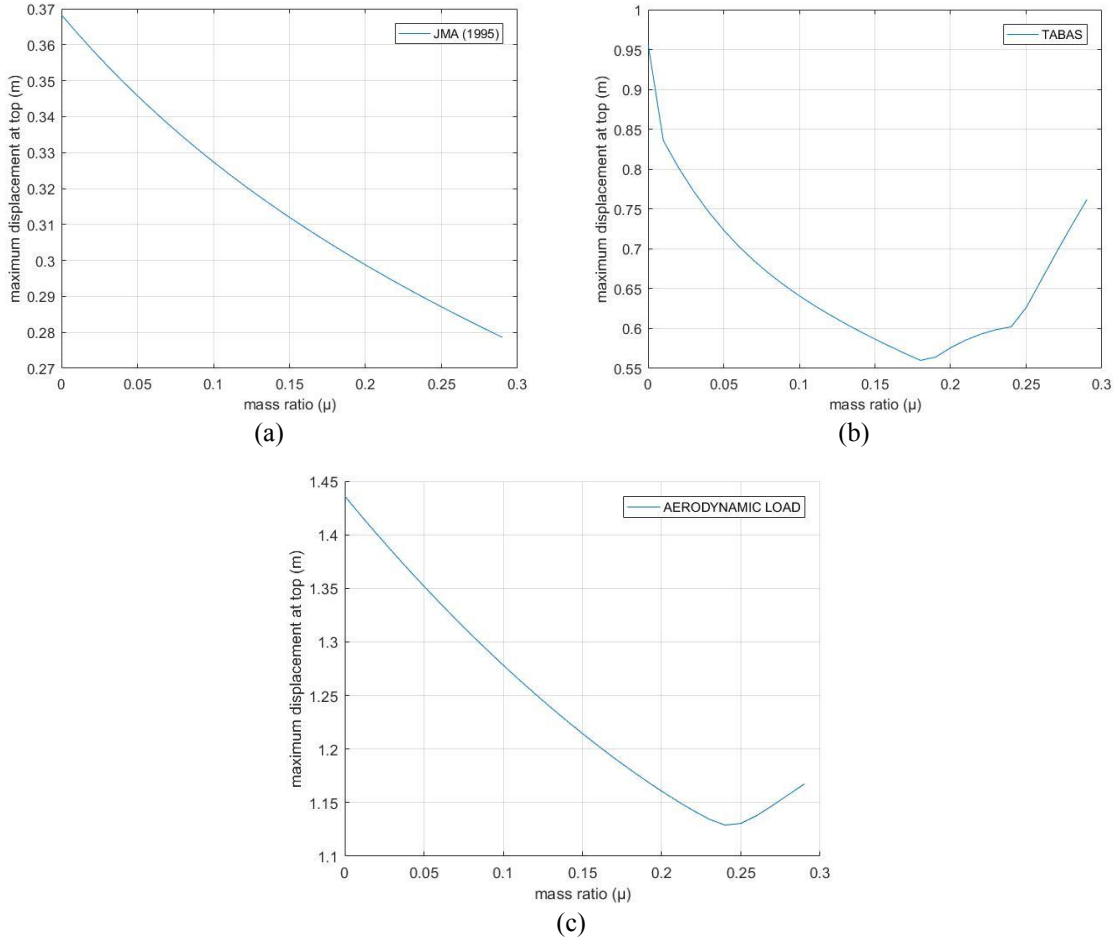 0.37
0.36
0.35
0.34
0.33
0.32
0.31
0.3
0.29
0.28
0.27
maximum displacement at top (m)
JMA (1995)
0 0.05 0.1 0.15 0.2 0.25 0.3
mass ratio (μ)
(a)
1
0.95
0.9
0.85
0.8
0.75
0.7
0.65
0.6
0.55
maximum displacement at top (m)
TABAS
0 0.05 0.1 0.15 0.2 0.25 0.3
mass ratio (μ)
(b)
1.45
1.4
1.35
1.3
1.25
1.2
1.15
1.1
maximum displacement at top (m)
AERODYNAMIC LOAD
0 0.05 0.1 0.15 0.2 0.25 0.3
mass ratio (μ)
(c)